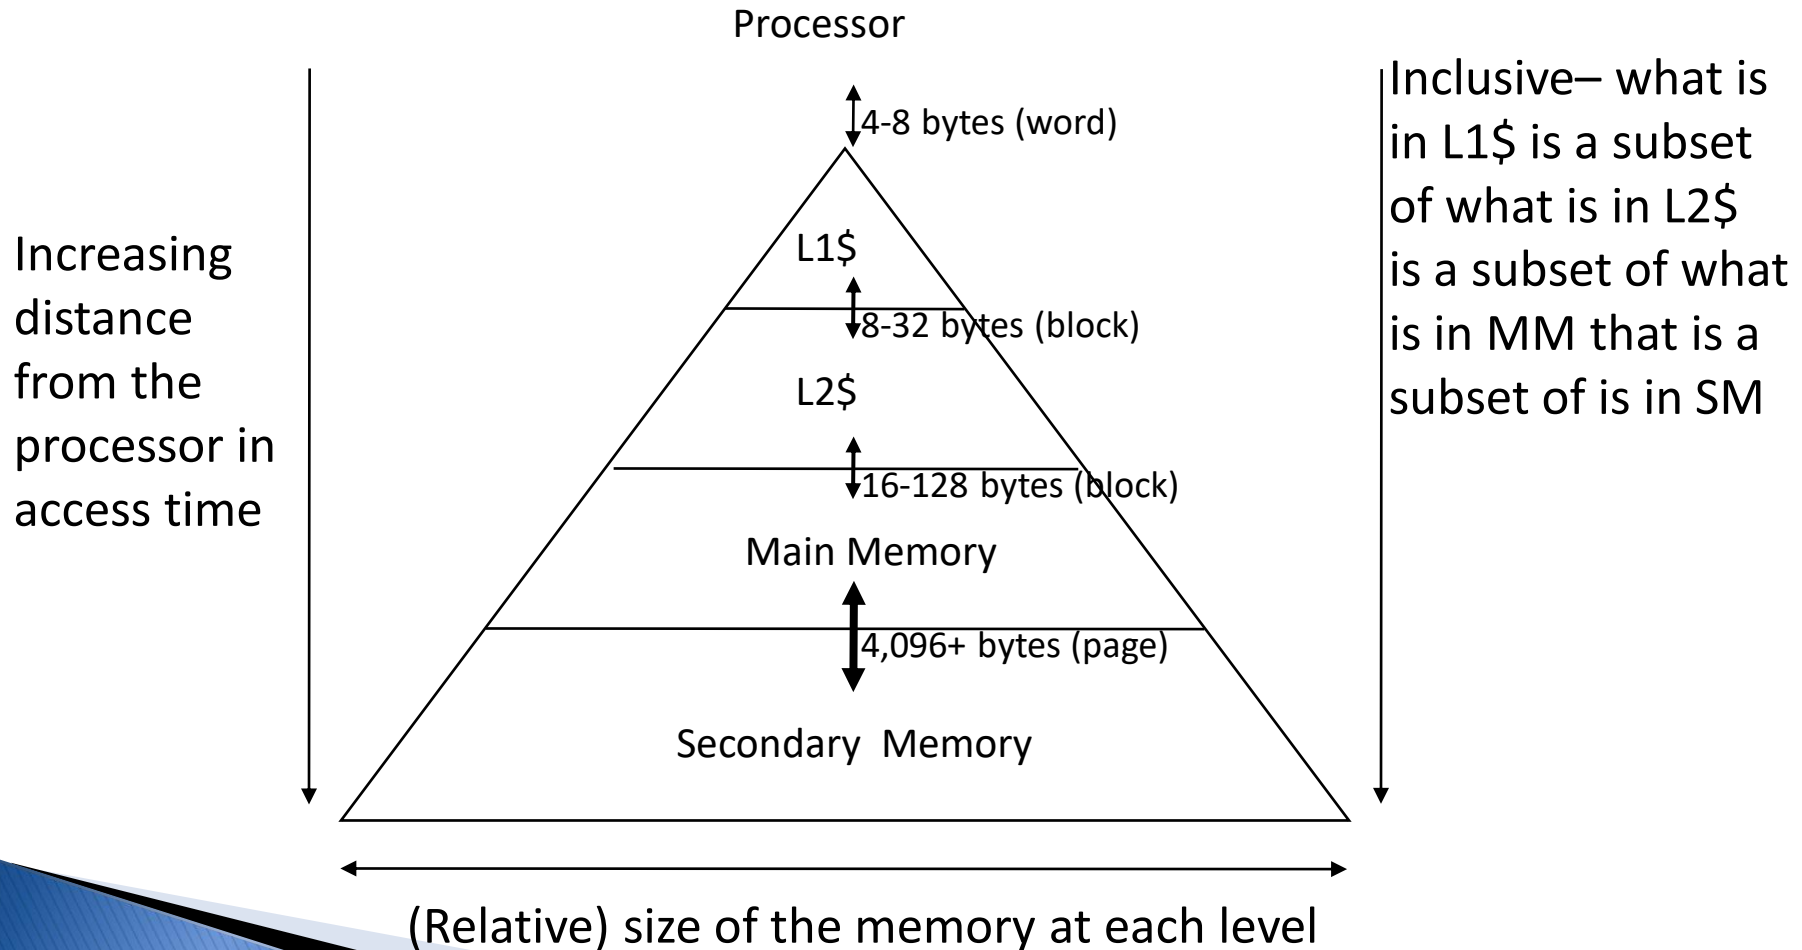 Processor
4-8 bytes (word)
L1$
8-32 bytes (block)
L2$
16-128 bytes (block)
Main Memory
4,096+ bytes (page)
Secondary Memory
Increasing
distance
from the
processor in
access time
Inclusive– what is
in L1$ is a subset
of what is in L2$
is a subset of what
is in MM that is a
subset of is in SM
(Relative) size of the memory at each level